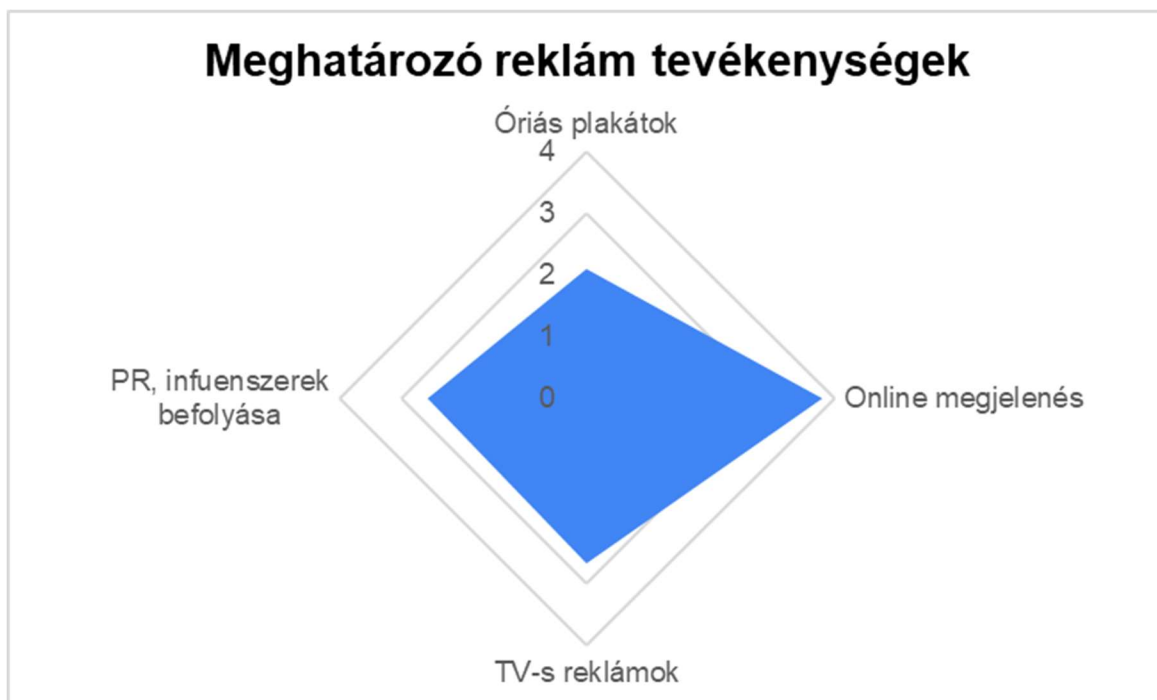 Meghatározó reklám tevékenységek
Óriás plakátok
4
3
2
1
0
PR, infuenszerek
befolyása
Online megjelenés
TV-s reklámok